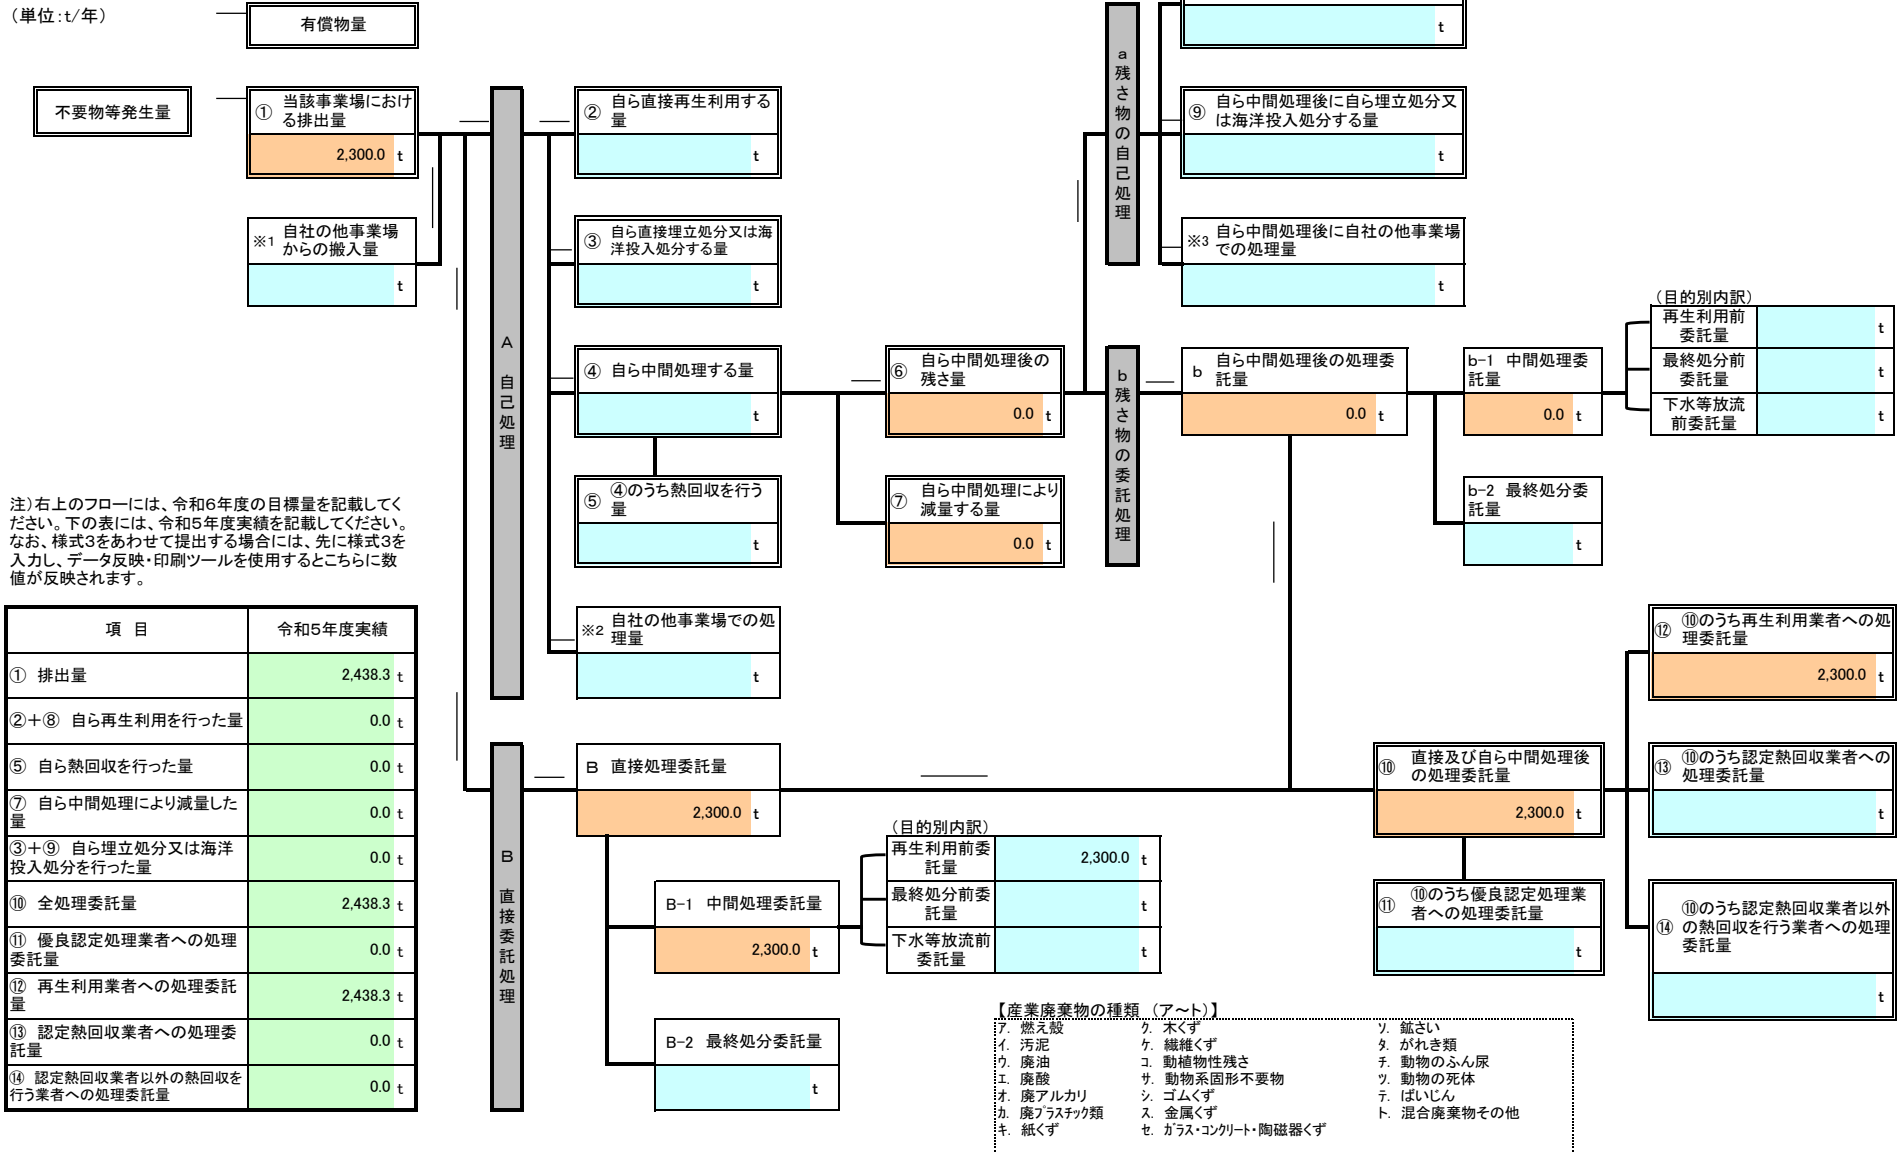 (単位:t/年)
有償物量
不要物等発生量
① 当該事業場におけ
る排出量
2,300.0 t
※1 自社の他事業場
からの搬入量
t
A 自己処理
② 自ら直接再生利用する
量
t
③ 自ら直接埋立処分又は海
洋投入処分する量
t
④ 自ら中間処理する量
t
⑤ ④のうち熱回収を行う
量
t
※2 自社の他事業場での処
理量
t
⑥ 自ら中間処理後の
残さ量
0.0 t
⑦ 自ら中間処理により
減量する量
0.0 t
a 残さ物の自己処理
t
⑨ 自ら中間処理後に自ら埋立処分又
は海洋投入処分する量
t
※3 自ら中間処理後に自社の他事業場
での処理量
t
b 残さ物の委託処理
b 自ら中間処理後の処理委
託量
0.0 t
b-1 中間処理委
託量
0.0 t
(目的別内訳)
再生利用前
委託量
t
最終処分前
委託量
t
下水等放流
前委託量
t
b-2 最終処分委
託量
t
注)右上のフローには、令和6年度の目標量を記載してく
ださい。下の表には、令和5年度実績を記載してください。
なお、様式3をあわせて提出する場合には、先に様式3を
入力し、データ反映・印刷ツールを使用するとこちらに数
値が反映されます。
項 目 令和5年度実績
① 排出量 2,438.3 t
②+⑧ 自ら再生利用を行った量 0.0 t
⑤ 自ら熱回収を行った量 0.0 t
⑦ 自ら中間処理により減量した
量 0.0 t
③+⑨ 自ら埋立処分又は海洋
投入処分を行った量 0.0 t
⑩ 全処理委託量 2,438.3 t
⑪ 優良認定処理業者への処理
委託量 0.0 t
⑫ 再生利用業者への処理委託
量 2,438.3 t
⑬ 認定熱回収業者への処理委
託量 0.0 t
⑭ 認定熱回収業者以外の熱回収を
行う業者への処理委託量 0.0 t
B 直接委託処理
B 直接処理委託量
2,300.0 t
B-1 中間処理委託量
2,300.0 t
(目的別内訳)
再生利用前委
託量
2,300.0 t
最終処分前委
託量
t
下水等放流前
委託量
t
B-2 最終処分委託量
t
⑩ 直接及び自ら中間処理後
の処理委託量
2,300.0 t
⑪ ⑩のうち優良認定処理業
者への処理委託量
t
⑫ ⑩のうち再生利用業者への処
理委託量
2,300.0 t
⑬ ⑩のうち認定熱回収業者への
処理委託量
t
⑭ ⑩のうち認定熱回収業者以外
の熱回収を行う業者への処理
委託量
t
【産業廃棄物の種類 (ア~ト)】
ア. 燃え殻
イ. 汚泥
ウ. 廃油
エ. 廃酸
オ. 廃アルカリ
カ. 廃プラスチック類
キ. 紙くず
ク. 木くず
ケ. 繊維くず
コ. 動植物性残さ
サ. 動物系固形不要物
シ. ゴムくず
ス. 金属くず
セ. ガラス・コンクリート・陶磁器くず
ソ. 鉱さい
タ. がれき類
チ. 動物のふん尿
ツ. 動物の死体
テ. ばいじん
ト. 混合廃棄物その他